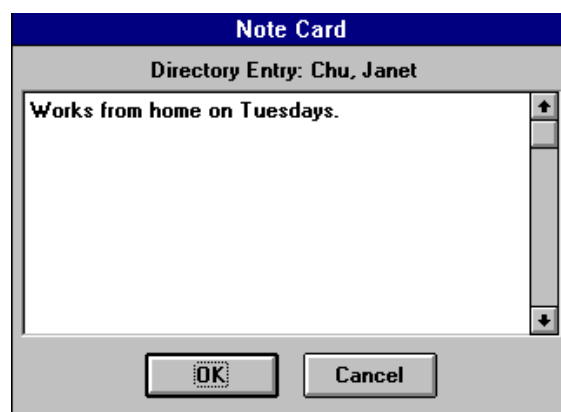 Note Card
Directory Entry: Chu, Janet
Works from home on Tuesdays.
OK Cancel